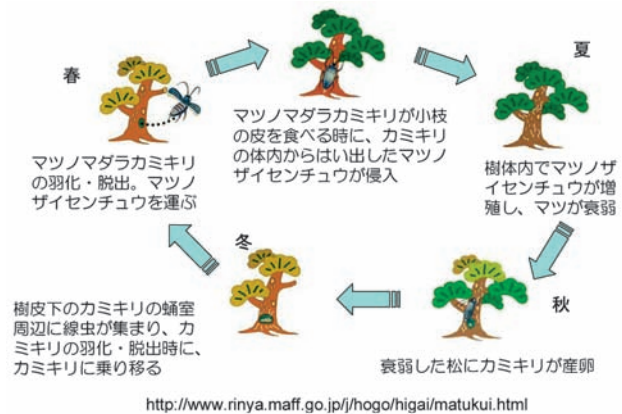 春
マツノマダラカミキリ
の羽化・脱出。マツノ
ザイセンチュウを運ぶ
マツノマダラカミキリが小枝
の皮を食べる時に、カミキリ
の体内からはい出したマツノ
ザイセンチュウが侵入
夏
樹体内でマツノザ
イセンチュウが増
殖し、マツが衰弱
秋
衰弱した松にカミキリが産卵
冬
樹皮下のカミキリの蛹室
周辺に線虫が集まり、カ
ミキリの羽化・脱出時に、
カミキリに乗り移る
http://www.rinya.maff.go.jp/j/hogo/higai/matukui.html